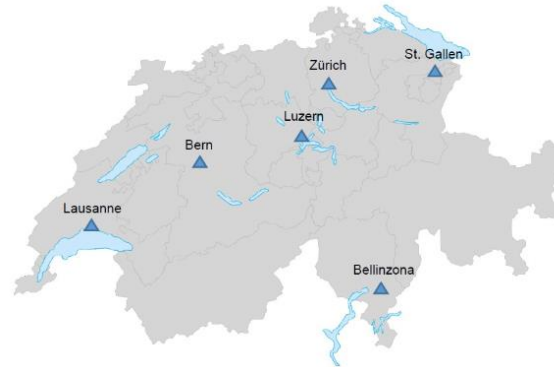 St. Gallen
Zürich
Luzern
Bern
Lausanne
Bellinzona